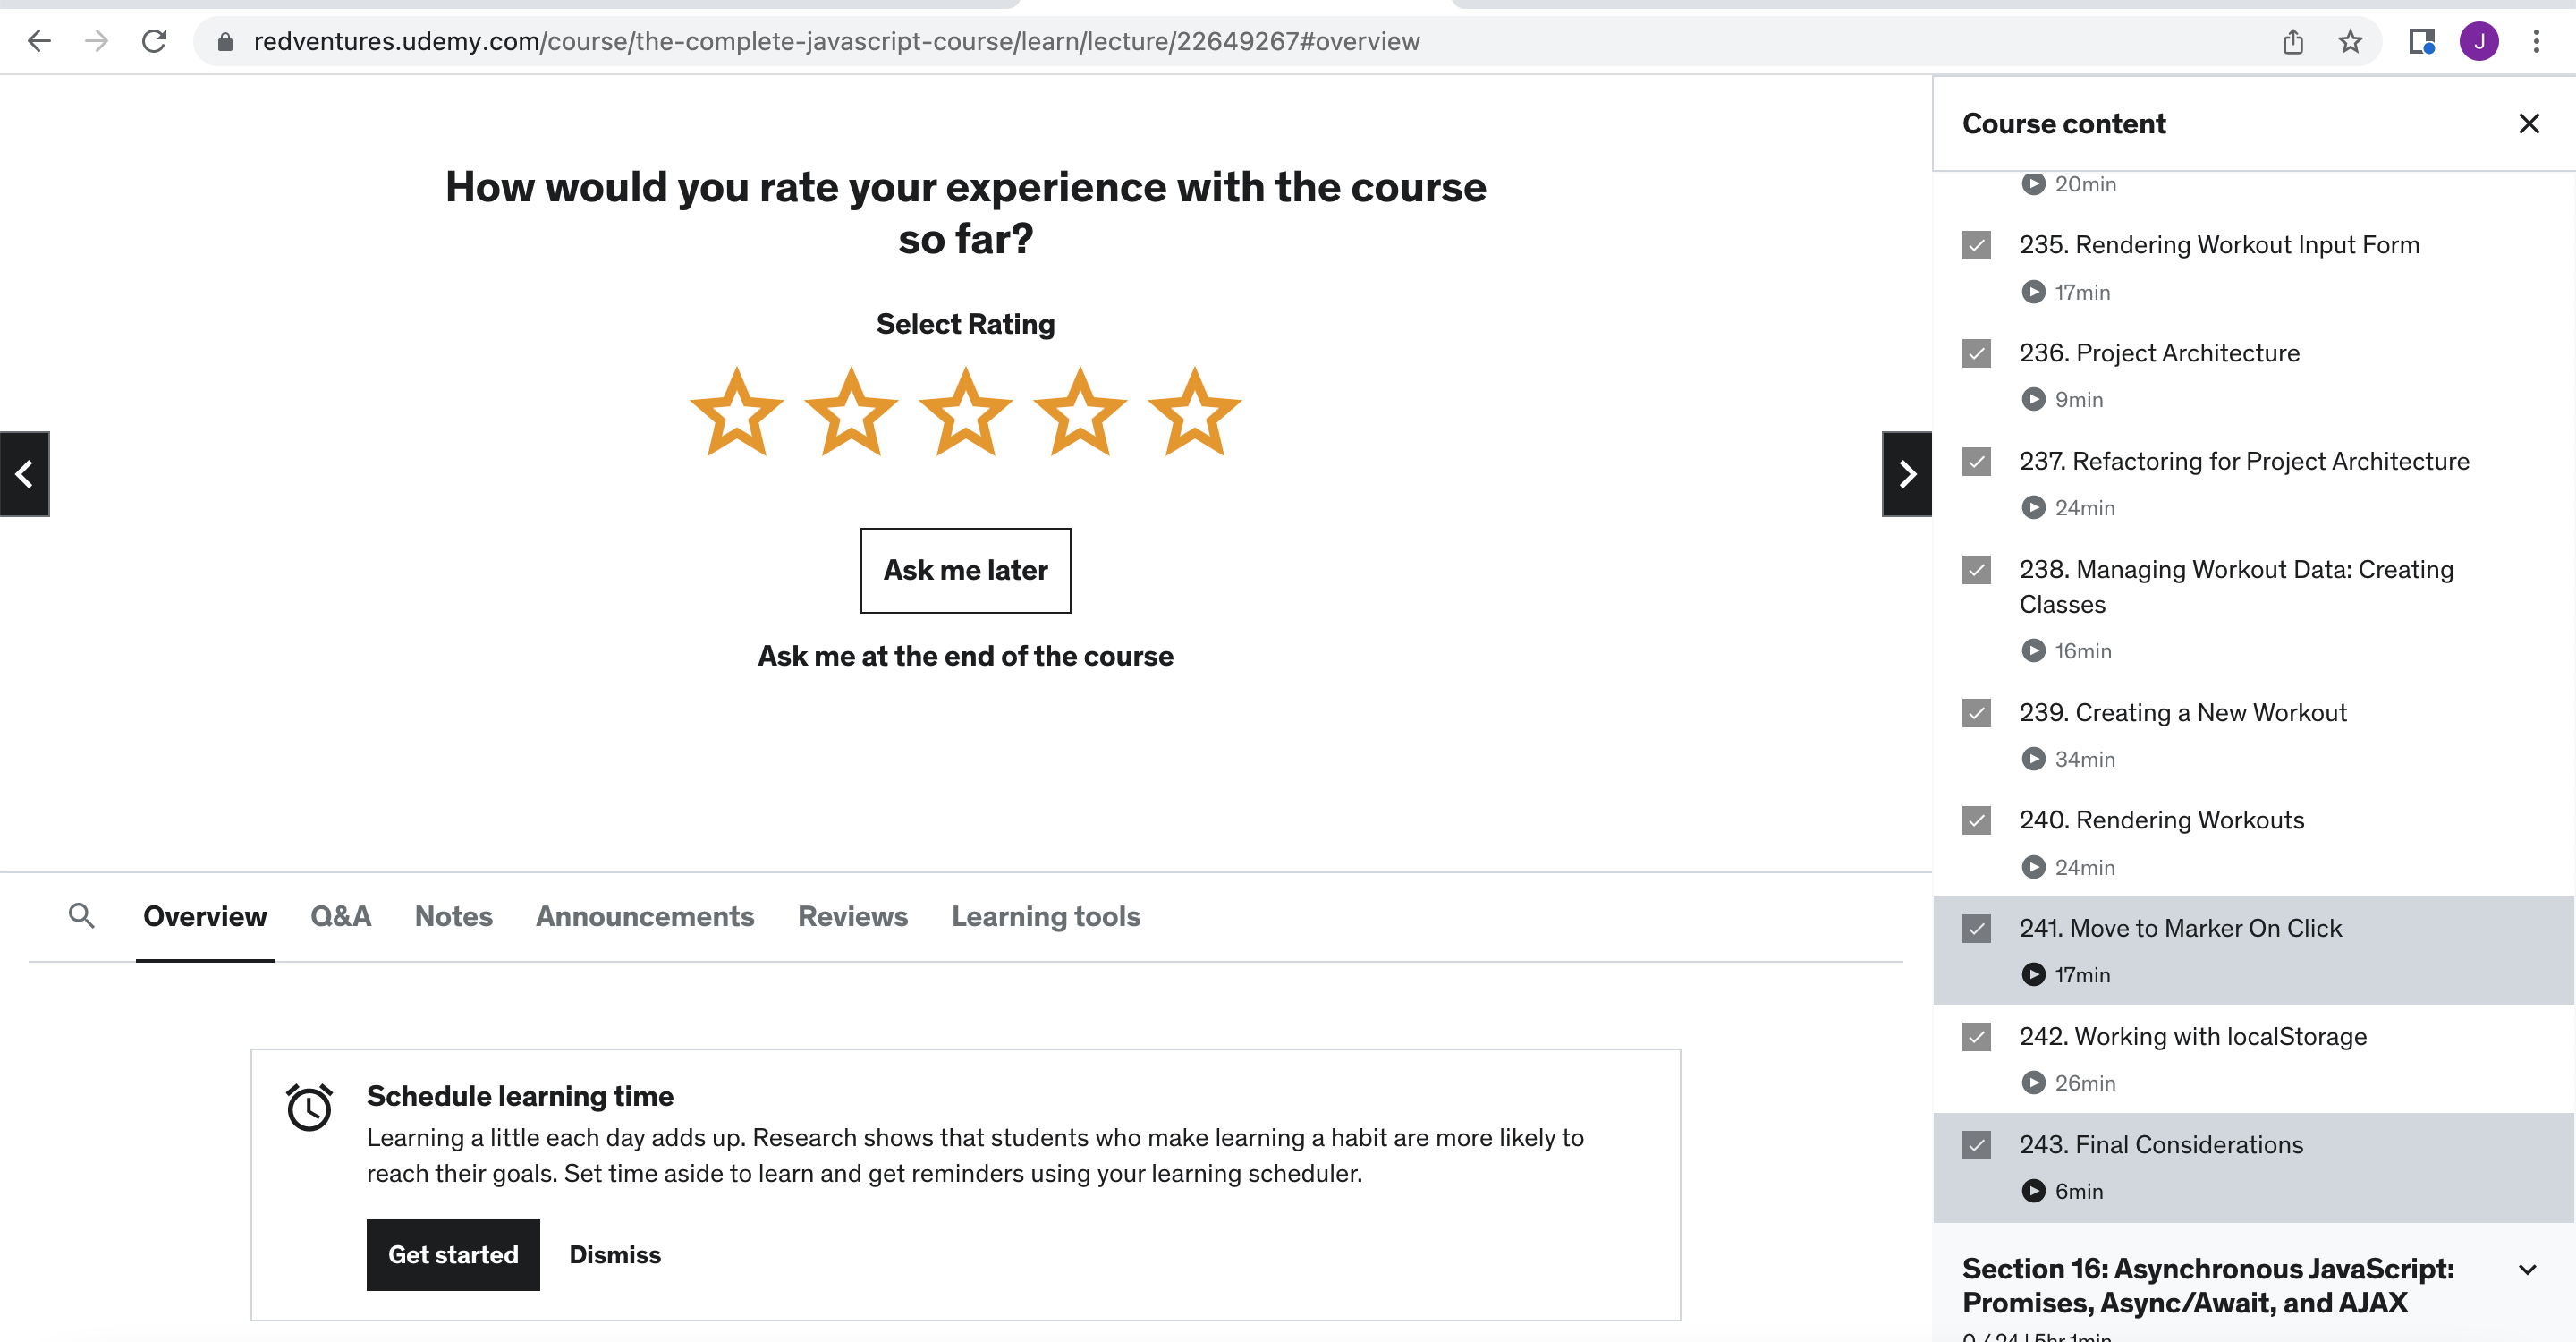 redventures.udemy.com/course/the-complete-javascript-course/learn/lecture/22649267#overview
J
How would you rate your experience with the course
so far?
Select Rating
Ask me later
Ask me at the end of the course
Overview
Q&A
Notes
Announcements
Reviews
Learning tools
Schedule learning time
Learning a little each day adds up. Research shows that students who make learning a habit are more likely to
reach their goals. Set time aside to learn and get reminders using your learning scheduler.
Get started
Dismiss
Course content
20min
235. Rendering Workout Input Form
17min
236. Project Architecture
9min
237. Refactoring for Project Architecture
24min
238. Managing Workout Data: Creating
Classes
16min
239. Creating a New Workout
34min
240. Rendering Workouts
24min
241. Move to Marker On Click
17min
242. Working with localStorage
26min
243. Final Considerations
6min
Section 16: Asynchronous JavaScript:
Promises, Async/Await, and AJAX
0 / 24 | 5hr 1min